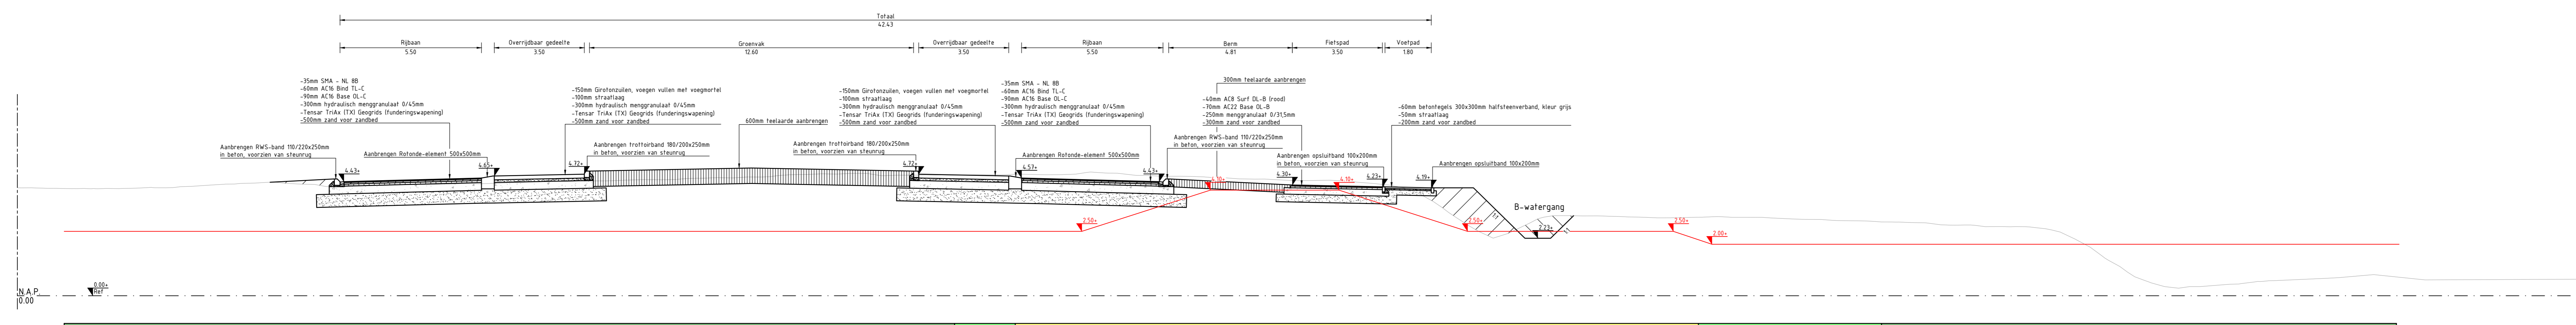 Totaal
42.43
Rijbaan
5.50
Overrijdbaar gedeelte
3.50
Groenvak
12.60
Overrijdbaar gedeelte
3.50
Rijbaan
5.50
Berm
4.81
Fietspad
3.50
Voetpad
1.80
-35mm SMA - NL 8B
-60mm AC16 Bind TL-C
-90mm AC16 Base OL-C
-300mm hydraulisch menggranulaat 0/45mm
-Tensar TriAx (TX) Geogrids (funderingswapening)
-500mm zand voor zandbed
-150mm Girotonzuilen, voegen vullen met voegmortel
-100mm straatlaag
-300mm hydraulisch menggranulaat 0/45mm
-Tensar TriAx (TX) Geogrids (funderingswapening)
-500mm zand voor zandbed
600mm teelaarde aanbrengen
-150mm Girotonzuilen, voegen vullen met voegmortel
-100mm straatlaag
-300mm hydraulisch menggranulaat 0/45mm
-Tensar TriAx (TX) Geogrids (funderingswapening)
-500mm zand voor zandbed
-35mm SMA - NL 8B
-60mm AC16 Bind TL-C
-90mm AC16 Base OL-C
-300mm hydraulisch menggranulaat 0/45mm
-Tensar TriAx (TX) Geogrids (funderingswapening)
-500mm zand voor zandbed
300mm teelaarde aanbrengen
-40mm AC8 Surf DL-B (rood)
-70mm AC22 Base OL-B
-250mm menggranulaat 0/31,5mm
-300mm zand voor zandbed
-60mm betontegels 300x300mm halfsteenverband, kleur grijs
-50mm straatlaag
-200mm zand voor zandbed
Aanbrengen RWS-band 110/220x250mm
in beton, voorzien van steunrug
Aanbrengen Rotonde-element 500x500mm
Aanbrengen trottoirband 180/200x250mm
in beton, voorzien van steunrug
Aanbrengen trottoirband 180/200x250mm
in beton, voorzien van steunrug
Aanbrengen Rotonde-element 500x500mm
Aanbrengen RWS-band 110/220x250mm
in beton, voorzien van steunrug
Aanbrengen opsluitband 100x200mm
in beton, voorzien van steunrug
Aanbrengen opsluitband 100x200mm
4.43+
4.65+
4.72+
4.72+
4.57+
4.43+
4.10+
4.30+
4.10+
4.23+
4.19+
B-watergang
2.50+
2.50+
2.23+
2.50+
2.00+
N.A.P.
0.00
0.00+
Ref